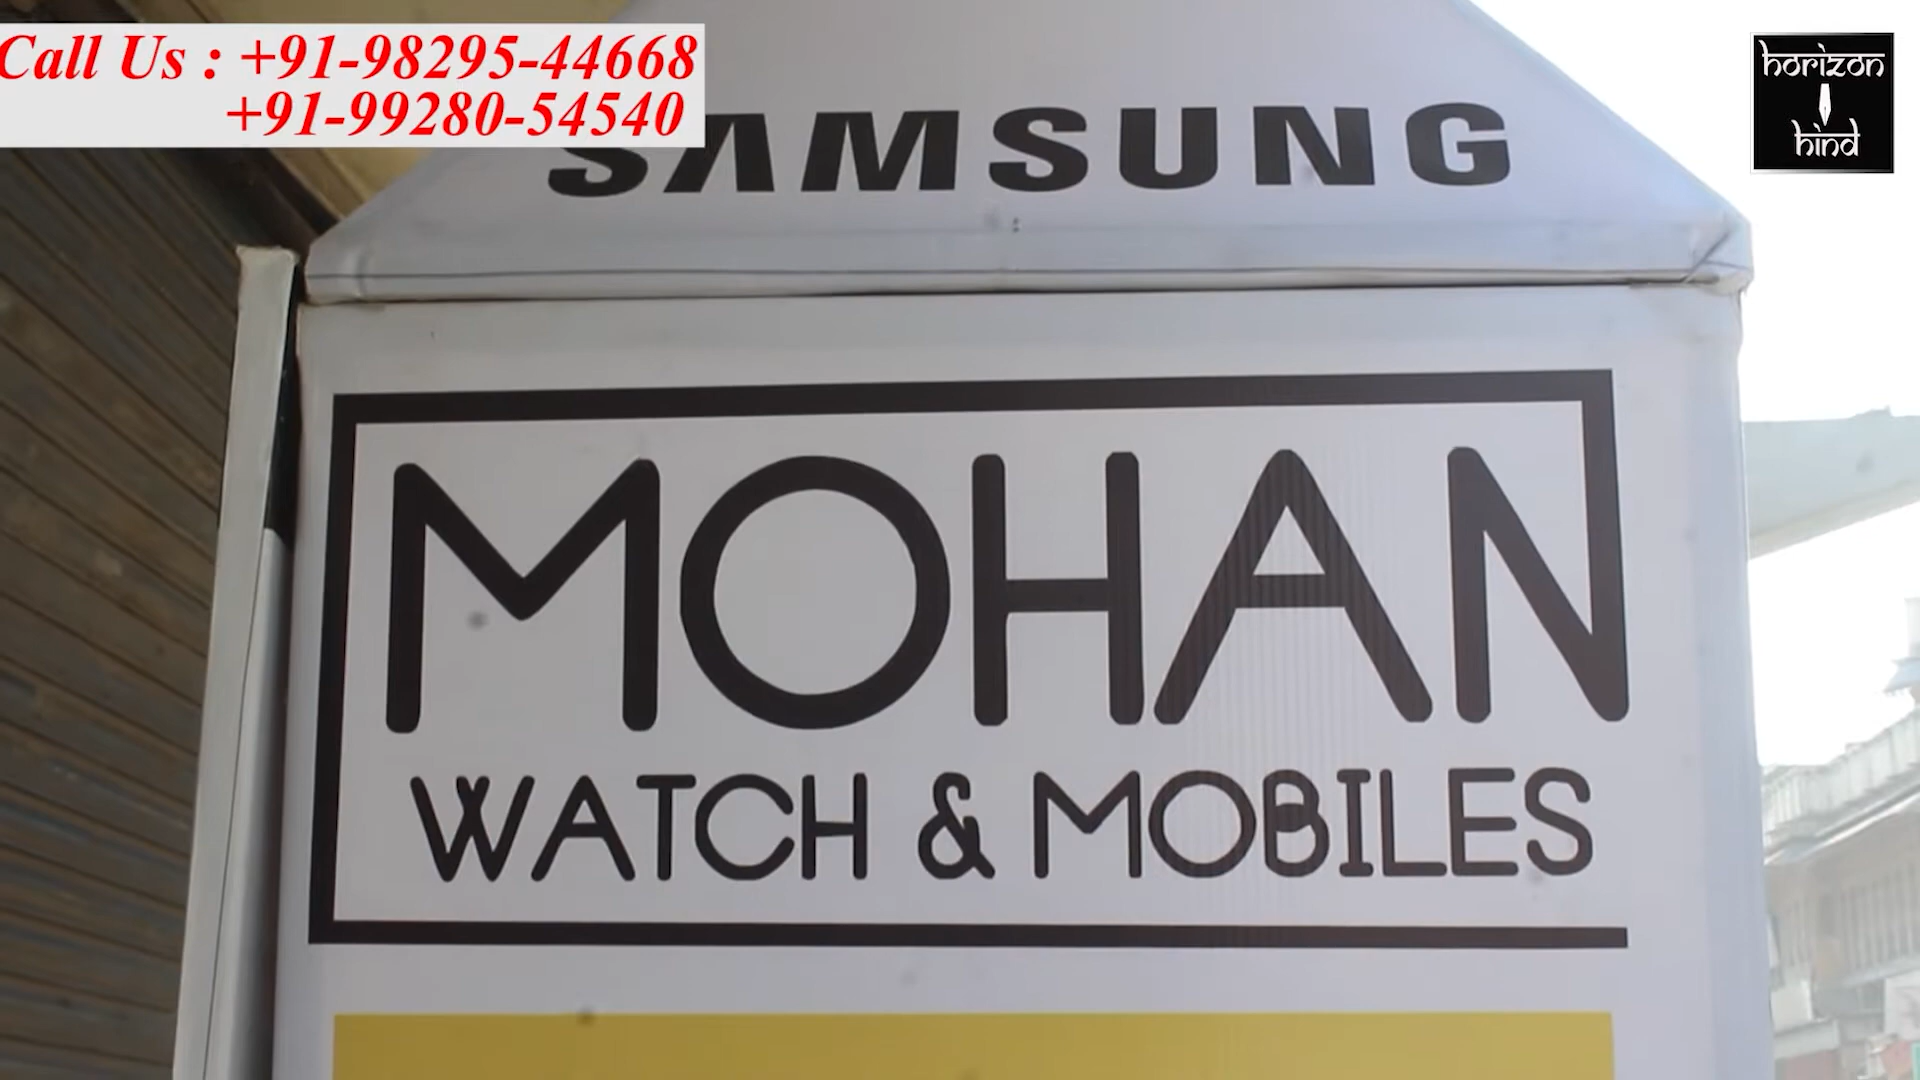 Call Us : +91-98295-44668
+91-99280-54540
horizon
hind
SAMSUNG
MOHAN
WATCH & MOBILES